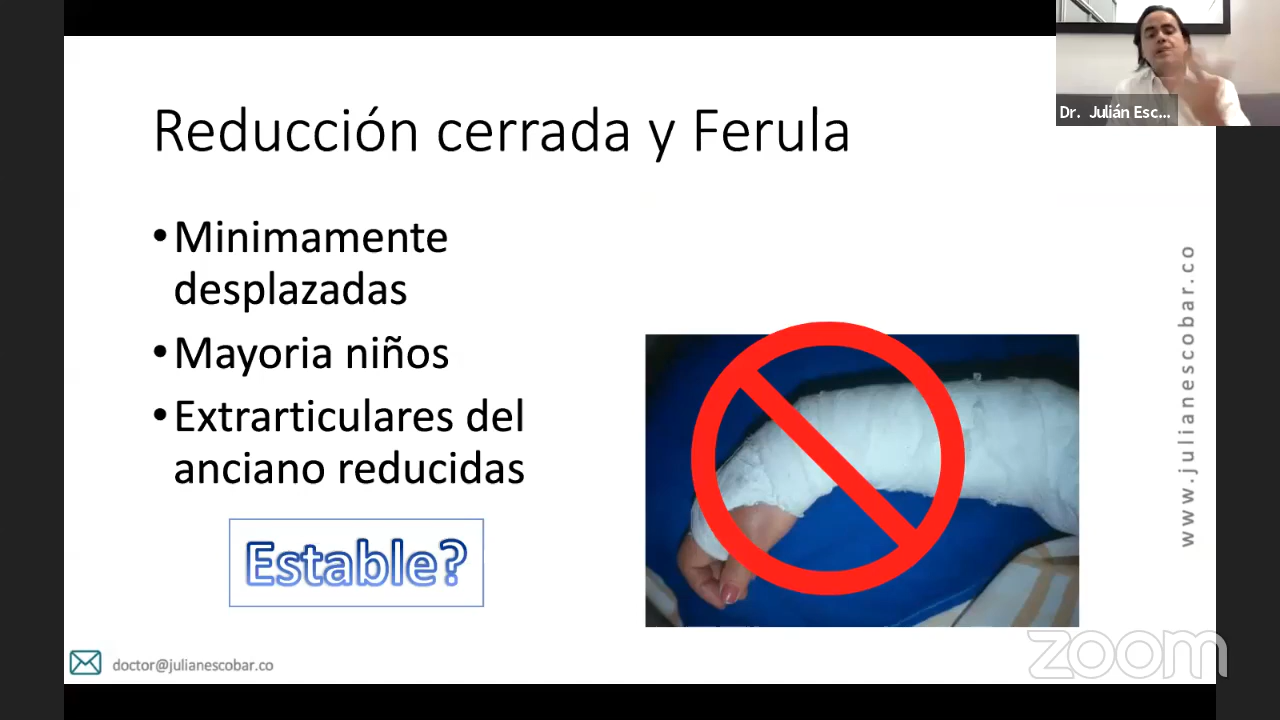 Dr. Julián Esc...
Reducción cerrada y Ferula
•Minimamente
desplazadas
•Mayoria niños
•Extrarticulares del
anciano reducidas
Estable?
www.julianescobar.co
doctor@julianescobar.co
zoom